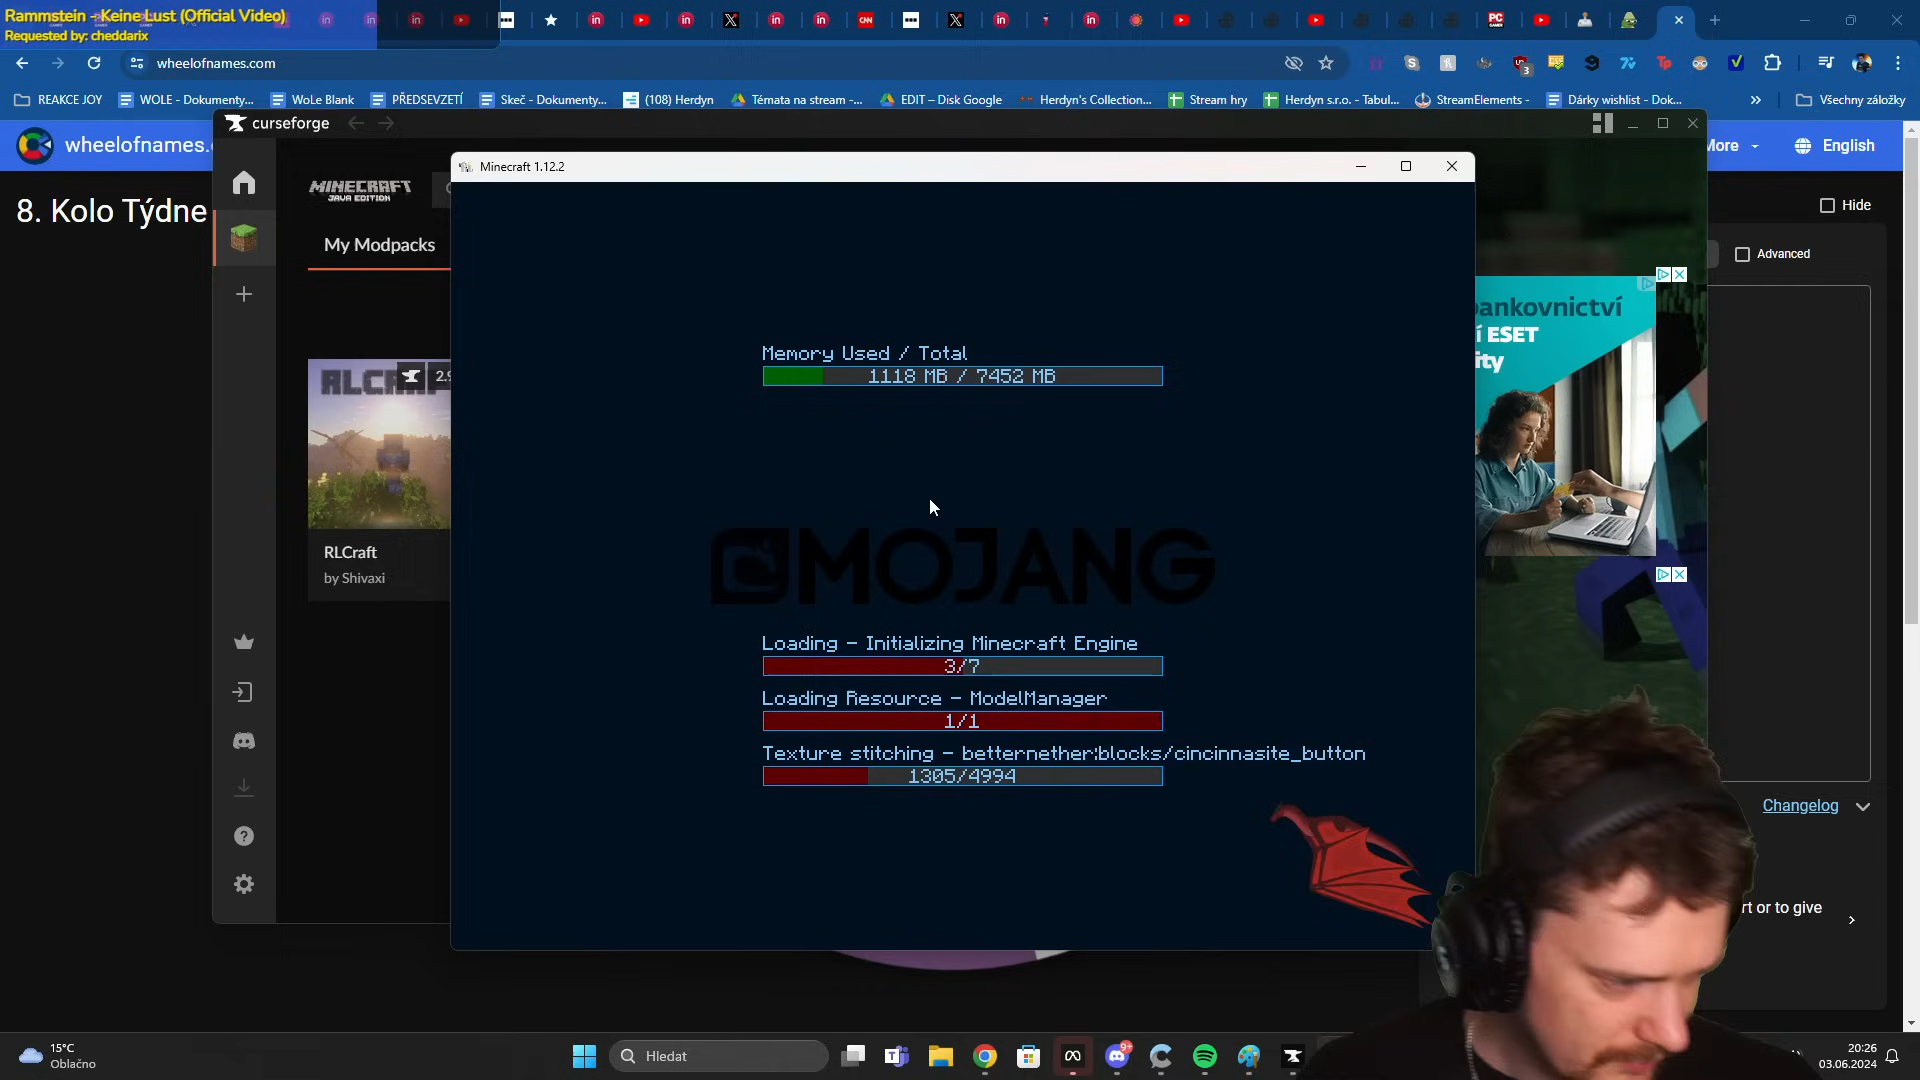 Rammstein - Keine Lust (Official Video)
Requested by: cheddarix
wheelofnames.com
REAKCE JOY
WOLE - Dokumenty...
WoLe Blank
PŘEDSEVZETÍ
Skeč - Dokumenty...
(108) Herdyn
Témata na stream -...
EDIT – Disk Google
Herdyn's Collection...
Stream hry
Herdyn s.r.o. - Tabul...
StreamElements -
Dárky wishlist - Dok...
Všechny záložky
wheelofnames.
curseforge
More
English
8. Kolo Týdne
MINECRAFT
JAVA EDITION
Minecraft 1.12.2
Hide
My Modpacks
Advanced
ankovnictví
í ESET
ity
Memory Used / Total
1118 MB / 7452 MB
RLCRAF
2.9
MOJANG
RLCraft
by Shivaxi
Loading - Initializing Minecraft Engine
3/7
Loading Resource - ModelManager
1/1
Texture stitching - betternether:blocks/cincinnasite_button
1305/4994
Changelog
rt or to give
15°C
Oblačno
Hledat
9+
20:26
03.06.2024